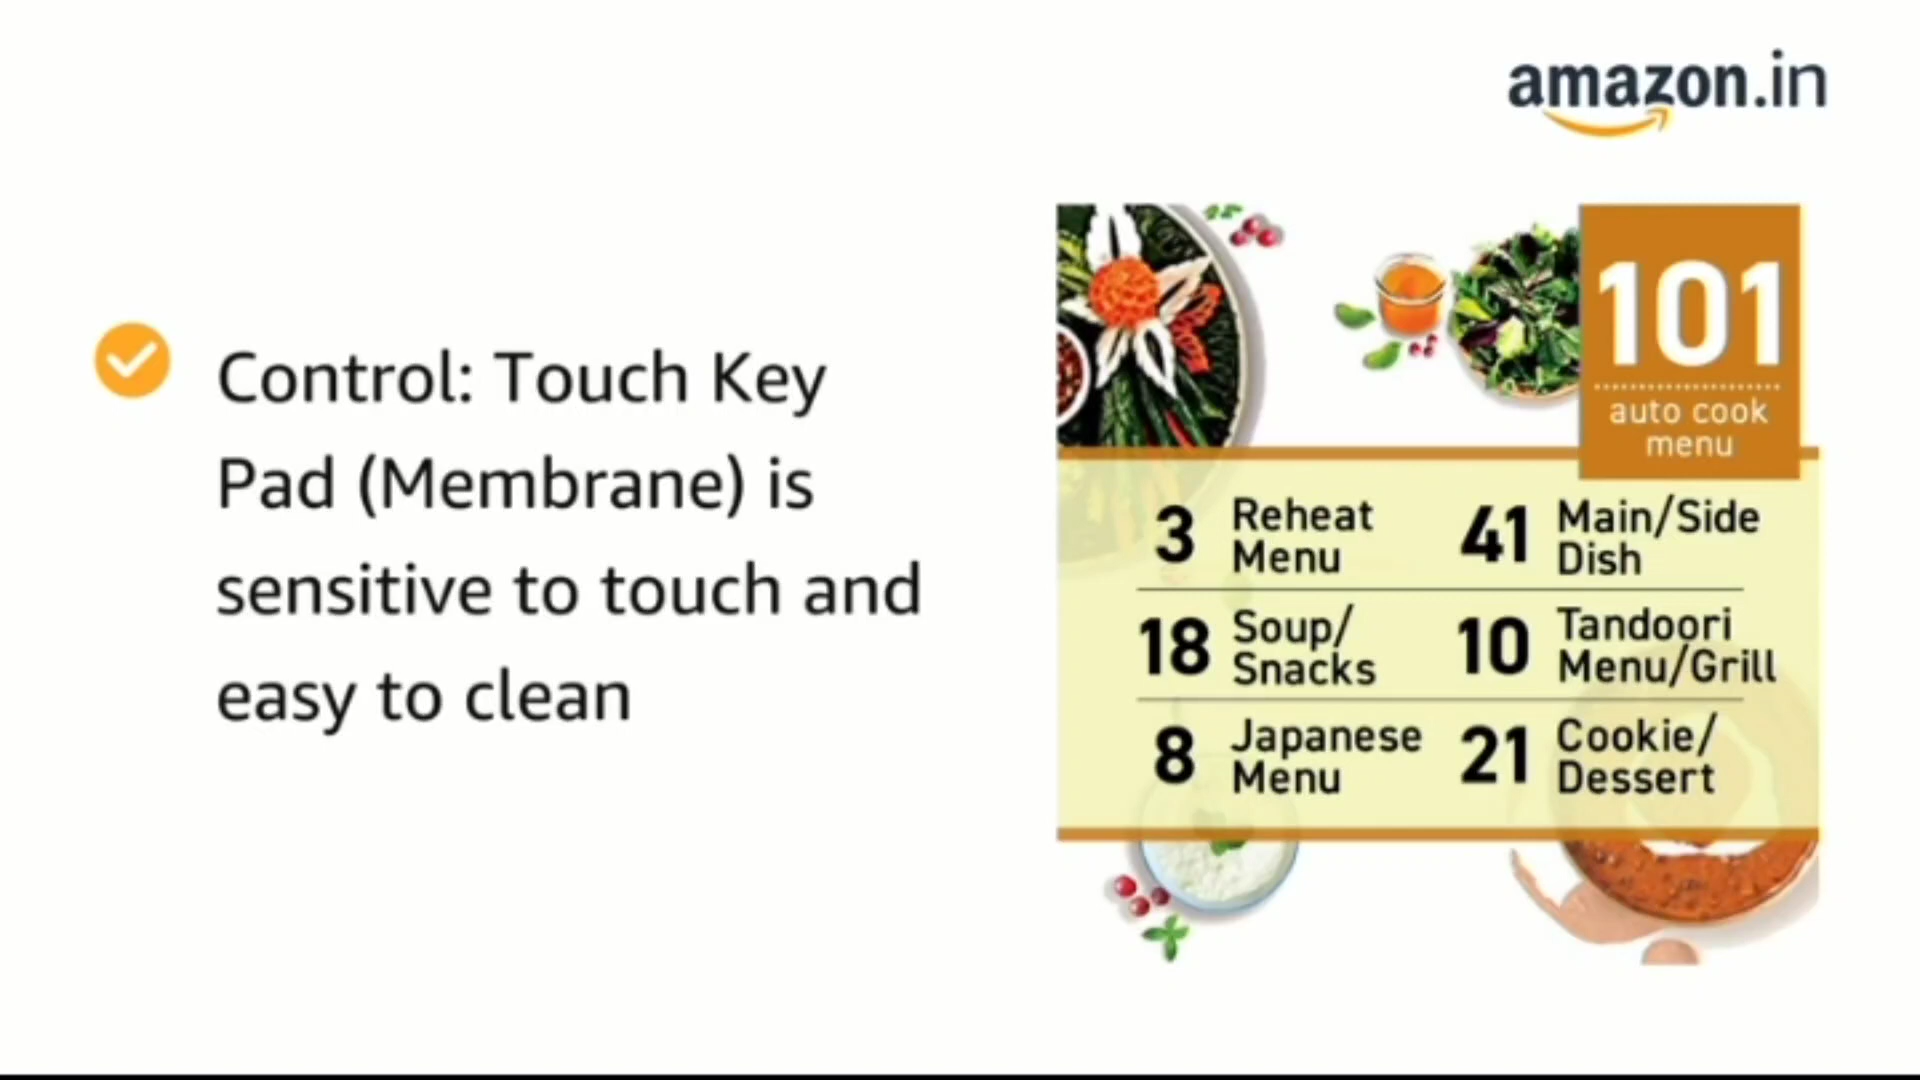 amazon.in
Control: Touch Key
Pad (Membrane) is
sensitive to touch and
easy to clean
101
auto cook
menu
3 Reheat
Menu
41 Main/Side
Dish
18 Soup/
Snacks
10 Tandoori
Menu/Grill
8 Japanese
Menu
21 Cookie/
Dessert